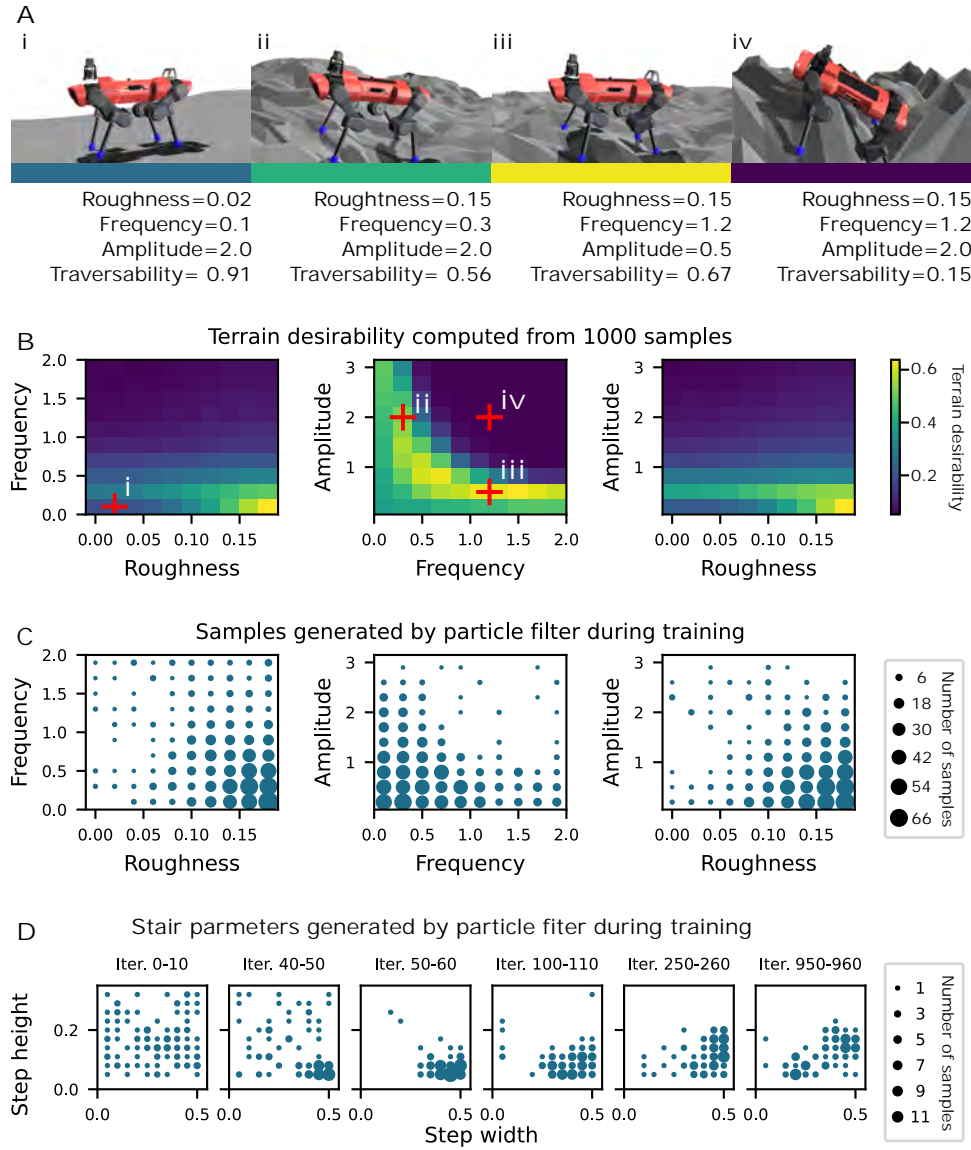 A
i ii iii iv
Roughness=0.02 Roughtness=0.15 Roughness=0.15 Roughness=0.15
Frequency=0.1 Frequency=0.3 Frequency=1.2 Frequency=1.2
Amplitude=2.0 Amplitude=2.0 Amplitude=0.5 Amplitude=2.0
Traversability= 0.91 Traversability= 0.56 Traversability= 0.67 Traversability= 0.15
B
Terrain desirability computed from 1000 samples
Frequency
2.0
1.5
1.0
0.5
0.0
i
0.00 0.05 0.10 0.15
Roughness
Amplitude
3
2
1
ii iv
iii
0.0 0.5 1.0 1.5 2.0
Frequency
Amplitude
3
2
1
0.00 0.05 0.10 0.15
Roughness
0.6
0.4
0.2
Terrain desirability
C
Samples generated by particle filter during training
Frequency
2.0
1.5
1.0
0.5
0.0
0.00 0.05 0.10 0.15
Roughness
Amplitude
3
2
1
0.0 0.5 1.0 1.5 2.0
Frequency
Amplitude
3
2
1
0.00 0.05 0.10 0.15
Roughness
6
18
30
42
54
66
Number of samples
D
Stair parmeters generated by particle fiter during training
Iter. 0-10 Iter. 40-50 Iter. 50-60 Iter. 100-110 Iter. 250-260 Iter. 950-960
Step height
0.2
0.0
0.0 0.5 0.0 0.5 0.0 0.5 0.0 0.5 0.0 0.5 0.0 0.5
Step width
1
3
5
7
9
11
Number of samples